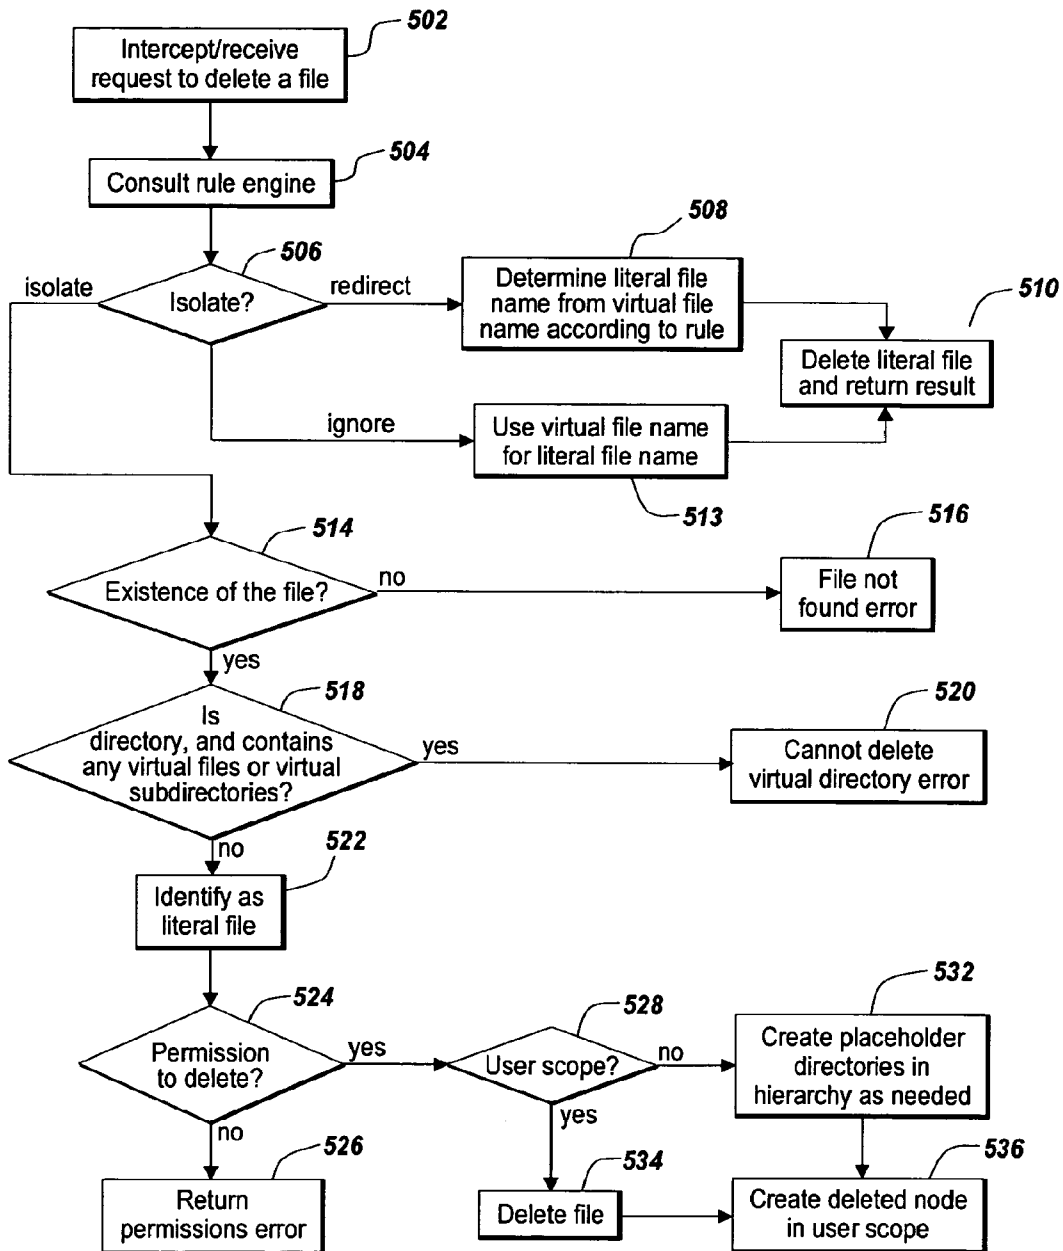 502
Intercept/receive
request to delete a file
504
Consult rule engine
506
508
isolate
Isolate?
redirect
Determine literal file
name from virtual file
name according to rule
510
Delete literal file
and return result
ignore
Use virtual file name
for literal file name
513
514
516
Existence of the file?
no
File not
found error
yes
518
520
Is
directory, and contains
any virtual files or virtual
subdirectories?
yes
Cannot delete
virtual directory error
no
522
Identify as
literal file
524
528
532
Permission
to delete?
yes
User scope?
no
Create placeholder
directories in
hierarchy as needed
no
yes
526
534
536
Return
permissions error
Delete file
Create deleted node
in user scope